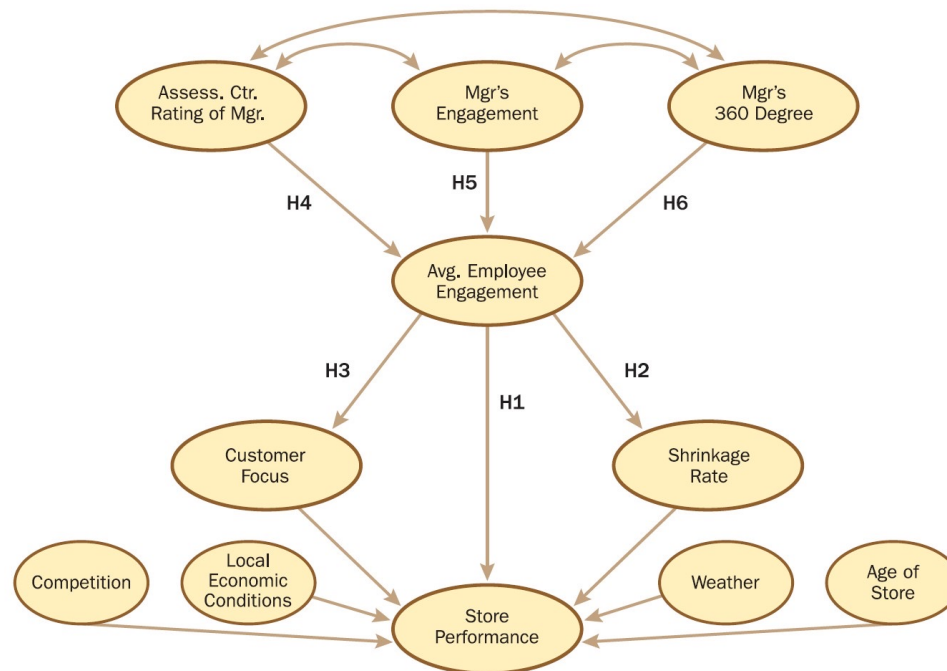 Assess. Ctr.
Rating of Mgr.
Mgr's
Engagement
Mgr's
360 Degree
H4
H5
H6
Avg. Employee
Engagement
H3
H1
H2
Customer
Focus
Shrinkage
Rate
Competition
Local
Economic
Conditions
Store
Performance
Weather
Age of
Store